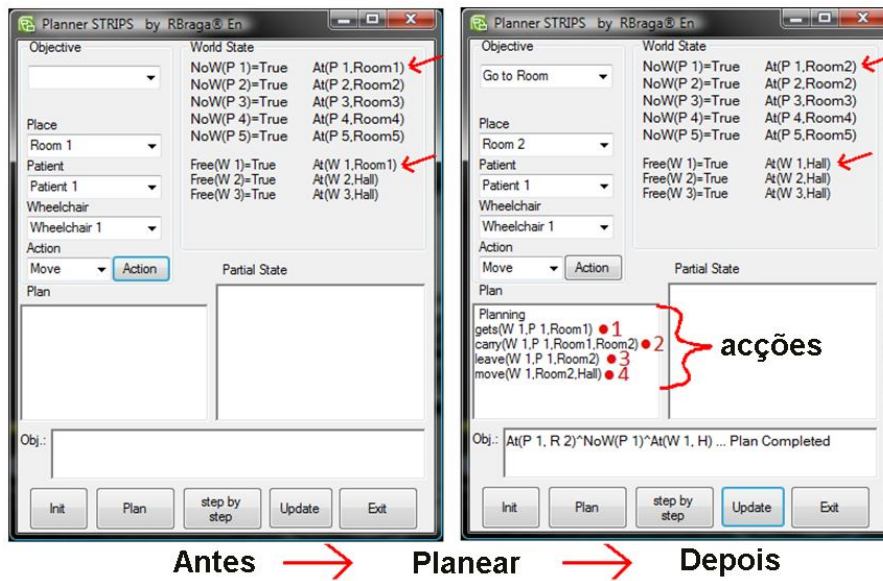 Planner STRIPS by RBraga® En
Objective
Place
Room 1
Patient
Patient 1
Wheelchair
Wheelchair 1
Action
Move
Action
World State
NoW(P 1)=True At(P 1,Room1)
NoW(P 2)=True At(P 2,Room2)
NoW(P 3)=True At(P 3,Room3)
NoW(P 4)=True At(P 4,Room4)
NoW(P 5)=True At(P 5,Room5)
Free(W 1)=True At(W 1,Room1)
Free(W 2)=True At(W 2,Hall)
Free(W 3)=True At(W 3,Hall)
Plan
Partial State
Obj.:
Init Plan step by step Update Exit
Planner STRIPS by RBraga® En
Objective
Go to Room
Place
Room 2
Patient
Patient 1
Wheelchair
Wheelchair 1
Action
Move
Action
World State
NoW(P 1)=True At(P 1,Room2)
NoW(P 2)=True At(P 2,Room2)
NoW(P 3)=True At(P 3,Room3)
NoW(P 4)=True At(P 4,Room4)
NoW(P 5)=True At(P 5,Room5)
Free(W 1)=True At(W 1,Hall)
Free(W 2)=True At(W 2,Hall)
Free(W 3)=True At(W 3,Hall)
Plan
Planning
gets(W 1,P 1,Room1) 1
carry(W 1,P 1,Room1,Room2) 2
leave(W 1,P 1,Room2) 3
move(W 1,Room2,Hall) 4
acções
Partial State
Obj.: At(P 1, R 2)^NoW(P 1)^At(W 1, H) ... Plan Completed
Init Plan step by step Update Exit
Antes Planear Depois